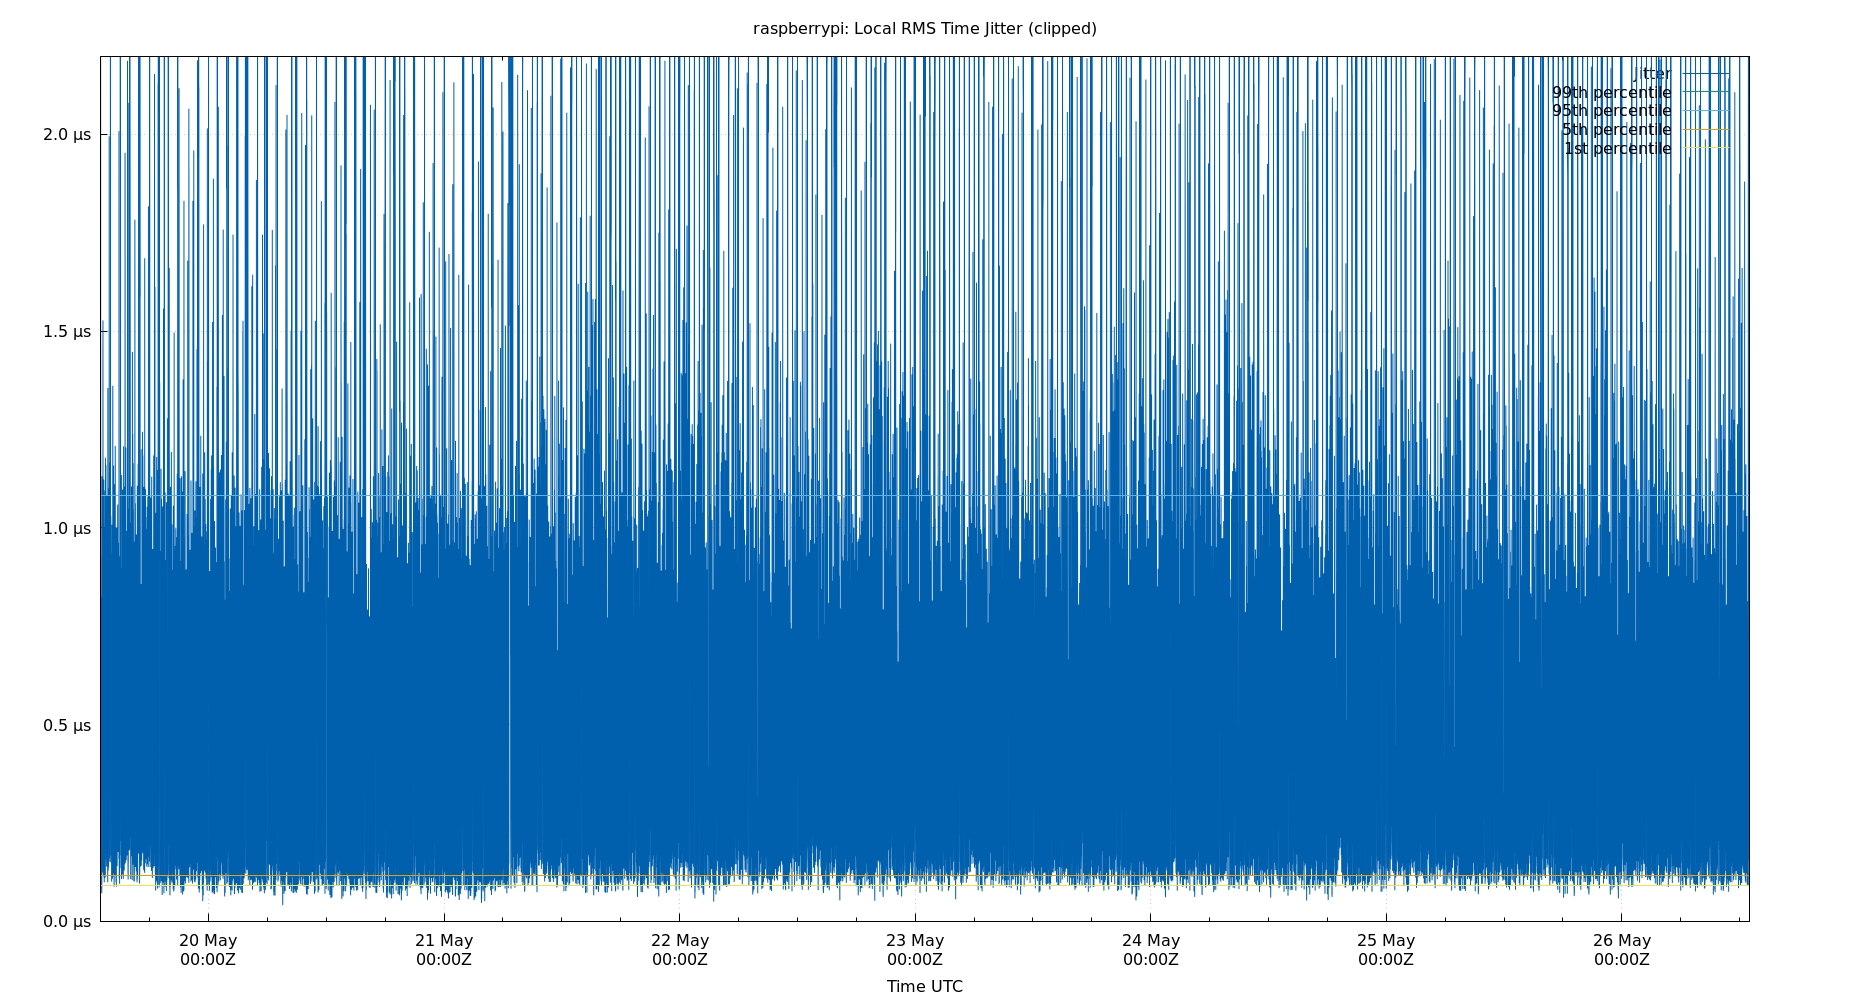 raspberrypi: Local RMS Time Jitter (clipped)
jitter
99th percentile
95th percentile
5th percentile
1st percentile
2.0 µs
1.5 µs
1.0 µs
0.5 µs
0.0 µs
20 May 21 May 22 May 23 May 24 May 25 May 26 May
00:00Z 00:00Z 00:00Z 00:00Z 00:00Z 00:00Z 00:00Z
Time UTC